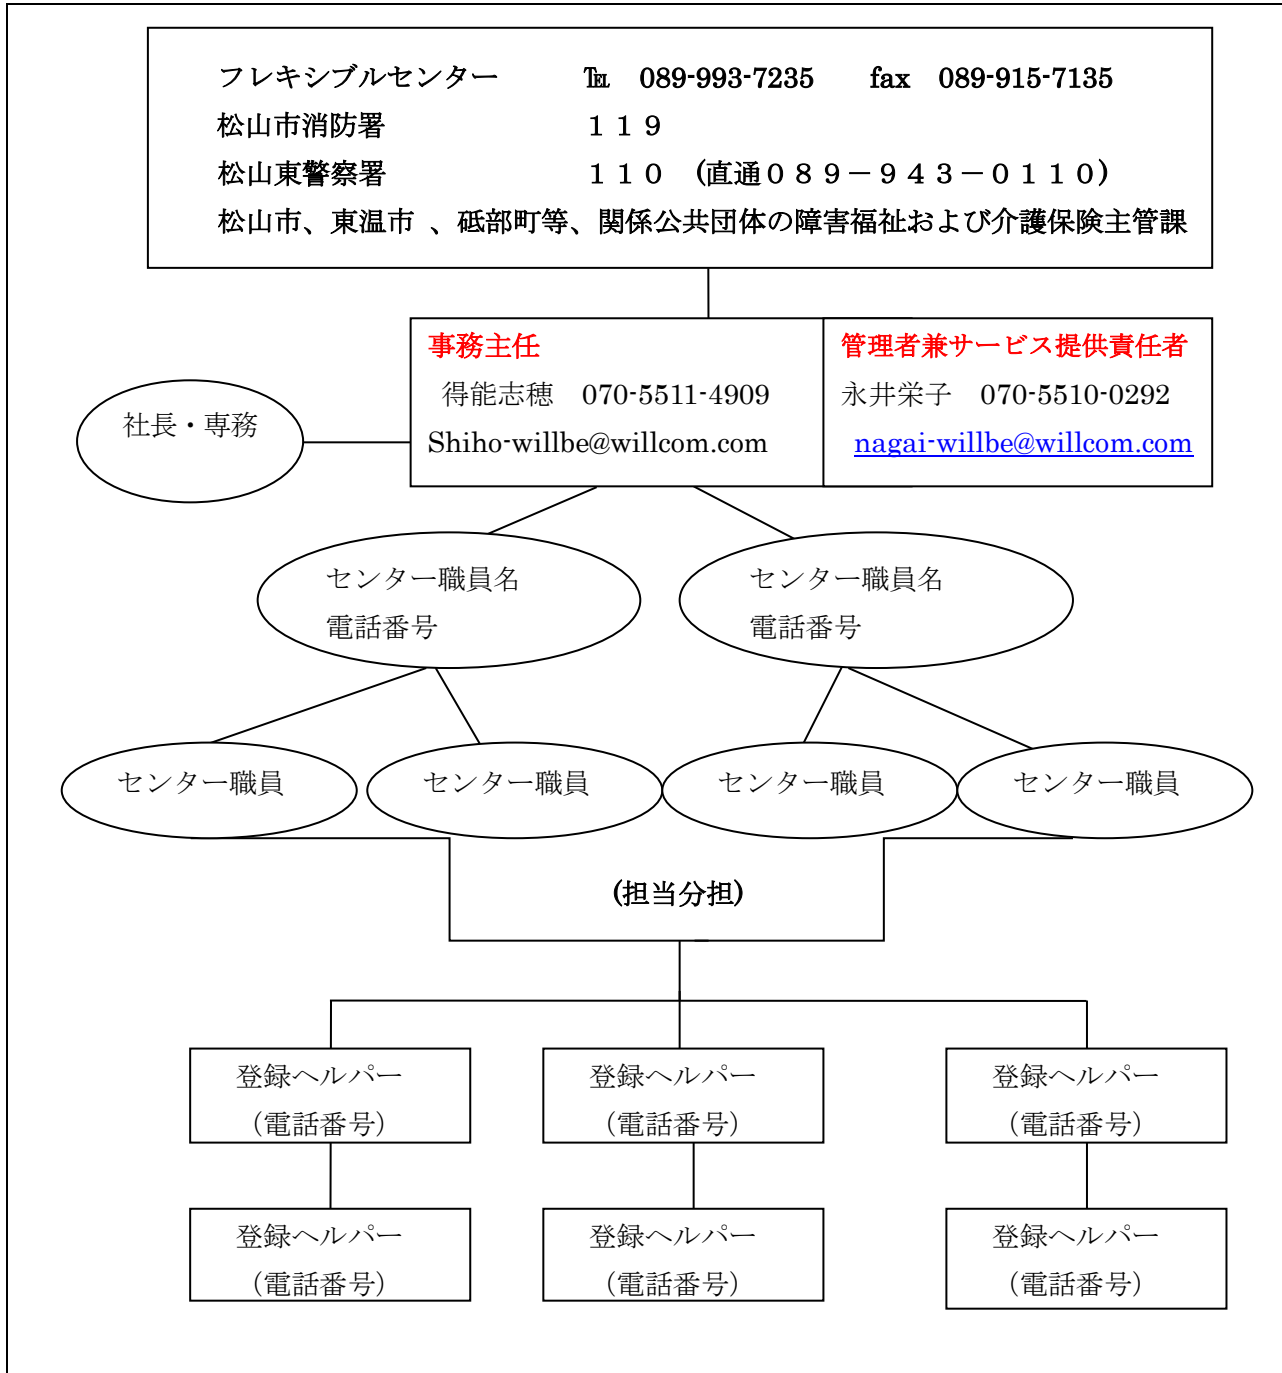 フレキシブルセンター ℡ 089-993-7235 fax 089-915-7135
松山市消防署 １１９
松山東警察署 １１０ (直通０８９－９４３－０１１０)
松山市、東温市 、砥部町等、関係公共団体の障害福祉および介護保険主管課
事務主任
得能志穂 070-5511-4909
Shiho-willbe@willcom.com
管理者兼サービス提供責任者
永井栄子 070-5510-0292
nagai-willbe@willcom.com
社長・専務
センター職員名
電話番号
センター職員名
電話番号
センター職員
センター職員
センター職員
センター職員
(担当分担)
登録ヘルパー
（電話番号）
登録ヘルパー
（電話番号）
登録ヘルパー
（電話番号）
登録ヘルパー
（電話番号）
登録ヘルパー
（電話番号）
登録ヘルパー
（電話番号）